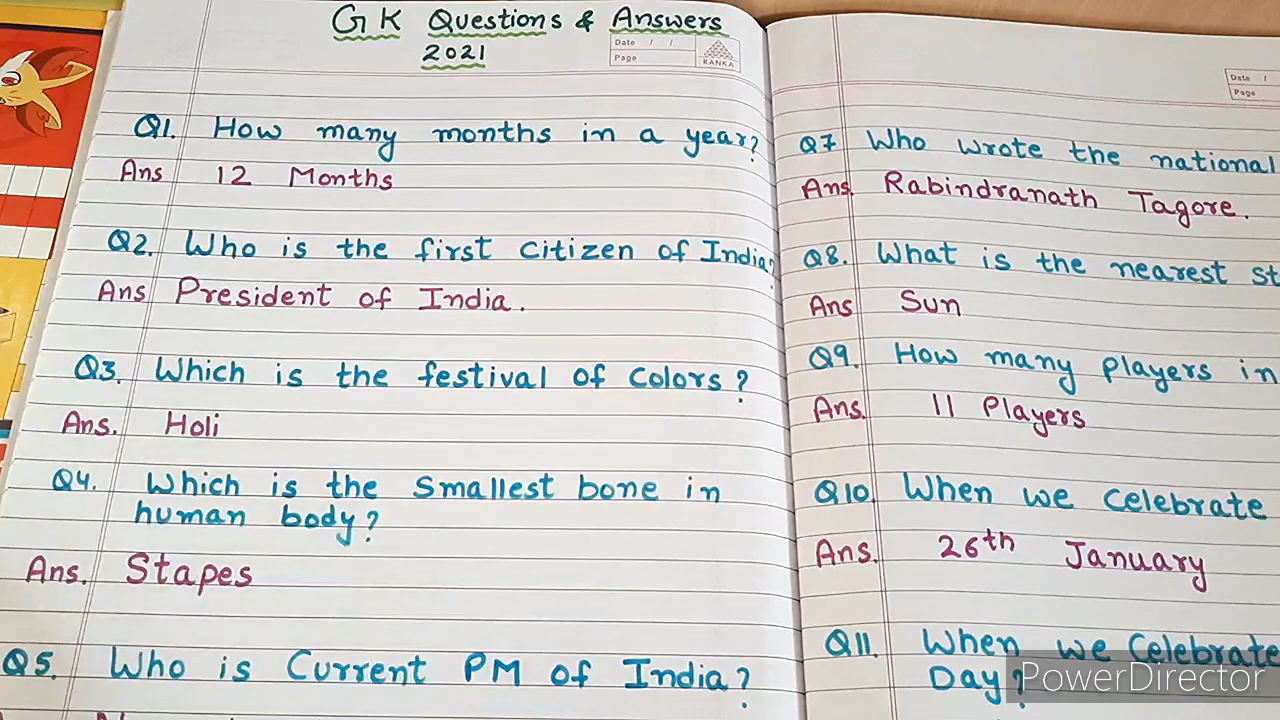 GK Questions & Answers
2021
Date / /
Page
RANKA
Q1. How many months in a year?
Ans 12 Months
Q2. Who is the first citizen of India?
Ans President of India.
Q3. Which is the festival of colors?
Ans. Holi
Q4. Which is the smallest bone in
human body?
Ans. Stapes
Q5. Who is Current PM of India?
Date /
Page
Q7 Who wrote the national
Ans. Rabindranath Tagore.
Q8. What is the nearest st
Ans Sun
Q9. How many players in
Ans. 11 Players
Q10. When we celebrate
Ans. 26th January
Q11. When we celebrate
Day?
PowerDirector